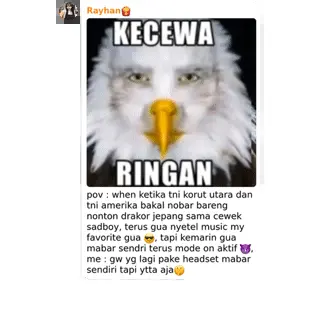 Rayhan
KECEWA
RINGAN
pov : when ketika tni korut utara dan
tni amerika bakal nobar bareng
nonton drakor jepang sama cewek
sadboy, terus gua nyetel music my
favorite gua 😎, tapi kemarin gua
mabar sendri terus mode on aktif 😈,
me : gw yg lagi pake headset mabar
sendiri tapi ytta aja🤫